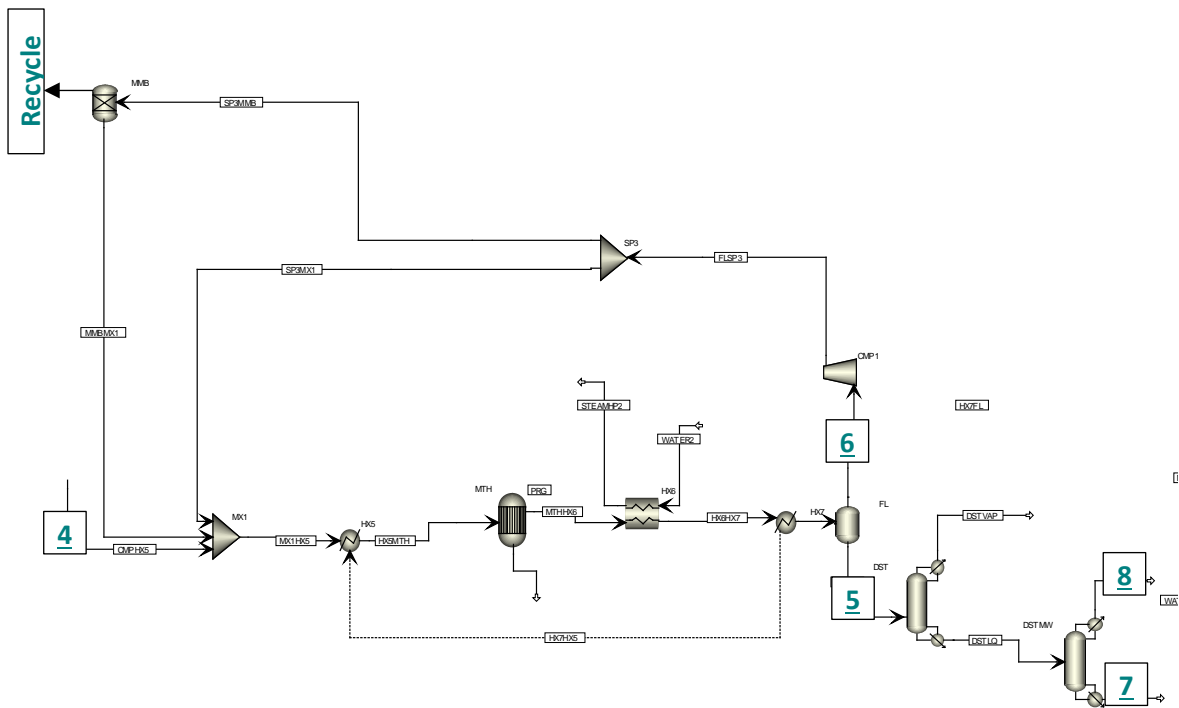 Recycle
MMB
SP3MMB
SP3
FLSP3
SP3MX1
MMBMX1
CMP1
STEAMHP2
HX7FL
WATER2
6
MTH
PRG
HX6
4
MX1
MTHHX6
HX6HX7
HX7
FL
HX5
DSTVAP
CMPHX5
MX1HX5
HX5MTH
DST
8
5
WAT
DSTMW
HX7HX5
DSTLQ
7